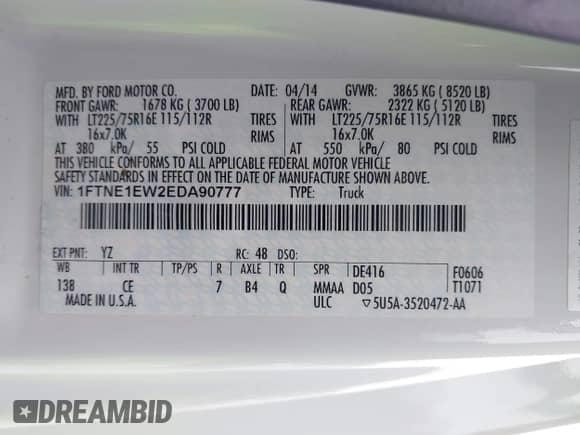 MFD. BY FORD MOTOR CO. DATE: 04/14 GVWR: 3865 KG ( 8520 LB)
FRONT GAWR: 1678 KG ( 3700 LB) REAR GAWR: 2322 KG ( 5120 LB)
WITH LT225/75R16E 115/112R TIRES WITH LT225/75R16E 115/112R TIRES
16x7.0K RIMS 16x7.0K RIMS
AT 380 kPa/ 55 PSI COLD AT 550 kPa/ 80 PSI COLD
THIS VEHICLE CONFORMS TO ALL APPLICABLE FEDERAL MOTOR VEHICLE
SAFETY STANDARDS IN EFFECT ON THE DATE OF MANUFACTURE SHOWN ABOVE.
VIN: 1FTNE1EW2EDA90777 TYPE: Truck
EXT PNT: YZ RC: 48 DSO:
WB INT TR TP/PS R AXLE TR SPR DE416 F0606
138 CE 7 B4 Q MMAA D05 T1071
MADE IN U.S.A. ULC ▽5U5A-3520472-AA
DREAMBID